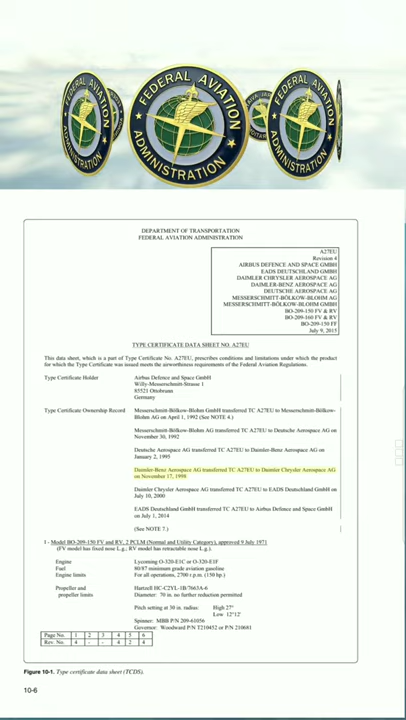 FEDERAL AVIATION
ADMINISTRATION
FEDERAL AVIATION
ADMINISTRATION
FEDERAL AVIATION
ADMINISTRATION
DEPARTMENT OF TRANSPORTATION
FEDERAL AVIATION ADMINISTRATION
A27EU
Revision 4
AIRBUS DEFENCE AND SPACE GMBH
EADS DEUTSCHLAND GMBH
DAIMLER CHRYSLER AEROSPACE AG
DAIMLER-BENZ AEROSPACE AG
DEUTSCHE AEROSPACE AG
MESSERSCHMITT-BÖLKOW-BLOHM AG
MESSERSCHMITT-BÖLKOW-BLOHM GMBH
BO-209-150 FV & RV
BO-209-160 FV & RV
BO-209-150 FF
July 9, 2015
TYPE CERTIFICATE DATA SHEET NO. A27EU
This data sheet, which is a part of Type Certificate No. A27EU, prescribes conditions and limitations under which the product
for which the Type Certificate was issued meets the airworthiness requirements of the Federal Aviation Regulations.
Type Certificate Holder
Airbus Defence and Space GmbH
Willy-Messerschmitt-Strasse 1
85521 Ottobrunn
Germany
Type Certificate Ownership Record
Messerschmitt-Bölkow-Blohm GmbH transferred TC A27EU to Messerschmitt-Bölkow-
Blohm AG on April 1, 1992 (See NOTE 4.)
Messerschmitt-Bölkow-Blohm AG transferred TC A27EU to Deutsche Aerospace AG on
November 30, 1992
Deutsche Aerospace AG transferred TC A27EU to Daimler-Benz Aerospace AG on
January 2, 1995
Daimler-Benz Aerospace AG transferred TC A27EU to Daimler Chrysler Aerospace AG
on November 17, 1998
Daimler Chrysler Aerospace AG transferred TC A27EU to EADS Deutschland GmbH on
July 10, 2000
EADS Deutschland GmbH transferred TC A27EU to Airbus Defence and Space GmbH
on July 1, 2014
(See NOTE 7.)
I - Model BO-209-150 FV and RV, 2 PCLM (Normal and Utility Category), approved 9 July 1971
(FV model has fixed nose L.g.; RV model has retractable nose L.g.)
Engine Lycoming O-320-E1C or O-320-E1F
Fuel 80/87 minimum grade aviation gasoline
Engine limits For all operations, 2700 r.p.m. (150 hp.)
Propeller and Hartzell HC-C2YL-1B/7663A-6
propeller limits Diameter: 70 in. no further reduction permitted
Pitch setting at 30 in. radius: High 27°
Low 12°12'
Spinner: MBB P/N 209-61056
Governor: Woodward P/N T210452 or P/N 210681
Page No. 1 2 3 4 5 6
Rev. No. 4 - - 4 2 4
Figure 10-1. Type certificate data sheet (TCDS).
10-6